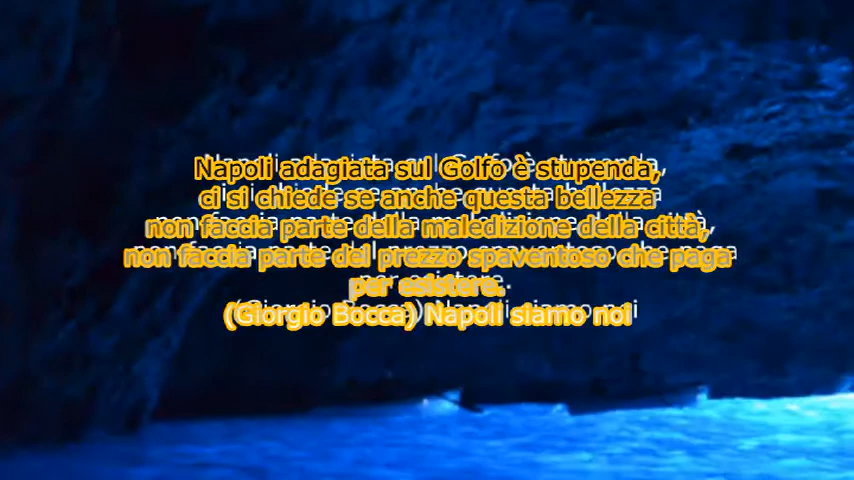 Napoli adagiata sul Golfo è stupenda,
ci si chiede se anche questa bellezza
non faccia parte della maledizione della città,
non faccia parte del prezzo spaventoso che paga
per esistere.
(Giorgio Bocca) Napoli siamo noi